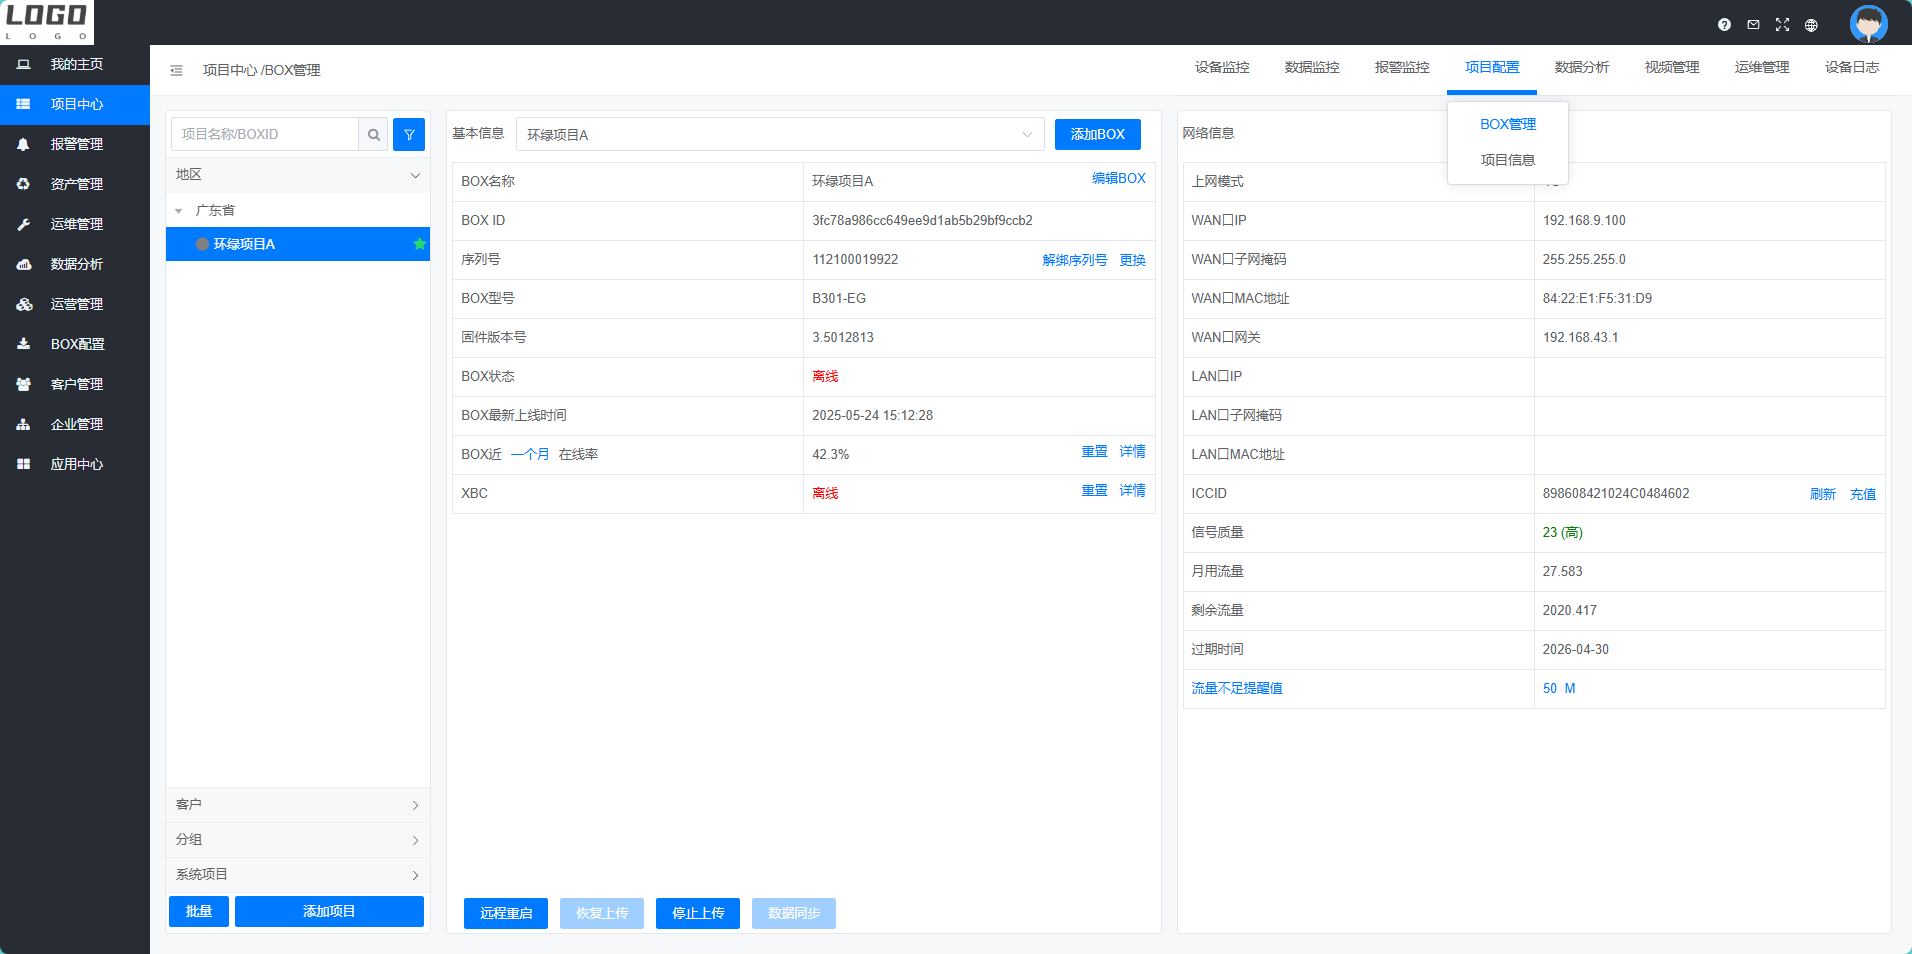 LOGO
LOGO
我的主页
项目中心
报警管理
资产管理
运维管理
数据分析
运营管理
BOX配置
客户管理
企业管理
应用中心
项目中心 /BOX管理
设备监控 数据监控 报警监控 项目配置 数据分析 视频管理 运维管理 设备日志
BOX管理
项目信息
项目名称/BOXID
地区
广东省
环绿项目A
客户
分组
系统项目
批量 添加项目
基本信息 环绿项目A 添加BOX
BOX名称 环绿项目A 编辑BOX
BOX ID 3fc78a986cc649ee9d1ab5b29bf9ccb2
序列号 112100019922 解绑序列号 更换
BOX型号 B301-EG
固件版本号 3.5012813
BOX状态 离线
BOX最新上线时间 2025-05-24 15:12:28
BOX近 一个月 在线率 42.3% 重置 详情
XBC 离线 重置 详情
远程重启 恢复上传 停止上传 数据同步
网络信息
上网模式
WAN口IP 192.168.9.100
WAN口子网掩码 255.255.255.0
WAN口MAC地址 84:22:E1:F5:31:D9
WAN口网关 192.168.43.1
LAN口IP
LAN口子网掩码
LAN口MAC地址
ICCID 898608421024C0484602 刷新 充值
信号质量 23 (高)
月用流量 27.583
剩余流量 2020.417
过期时间 2026-04-30
流量不足提醒值 50 M